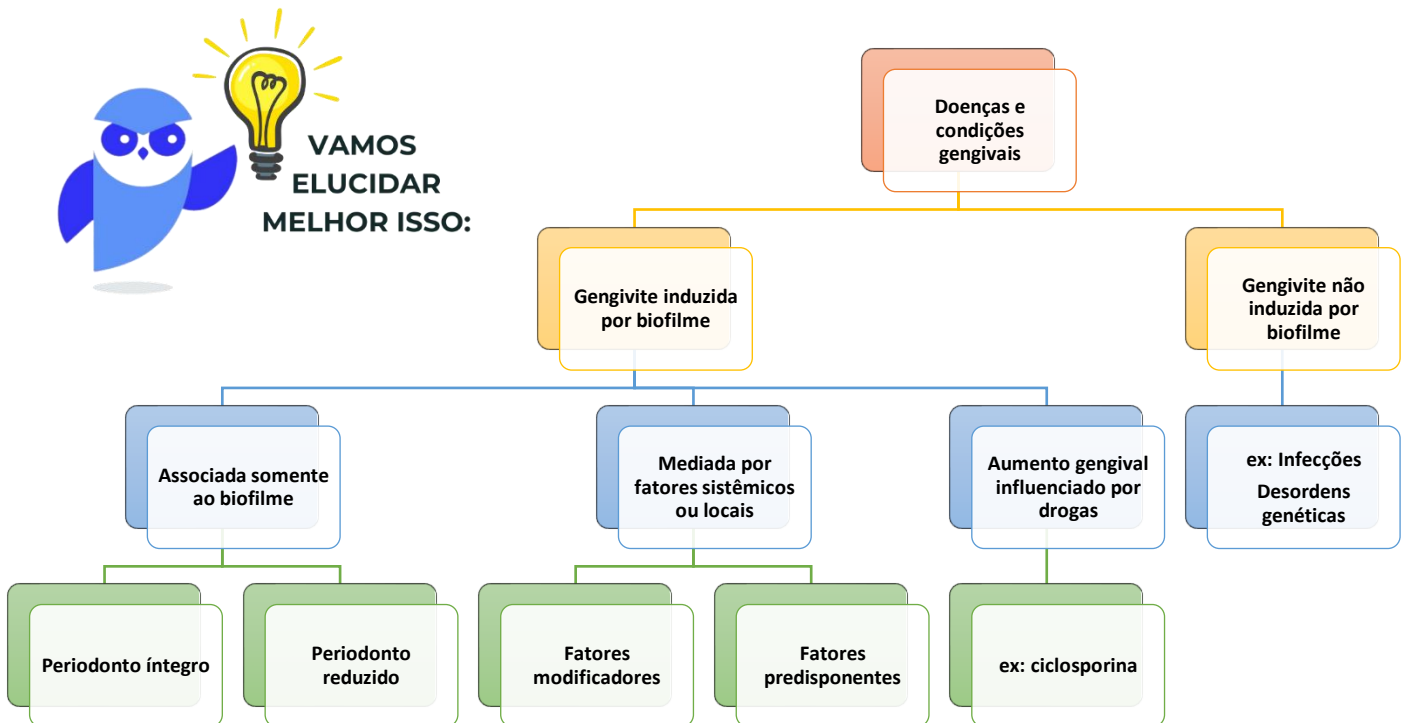 VAMOS
ELUCIDAR
MELHOR ISSO:
Doenças e
condições
gengivais
Gengivite induzida
por biofilme
Gengivite não
induzida por
biofilme
Associada somente
ao biofilme
Mediada por
fatores sistêmicos
ou locais
Aumento gengival
influenciado por
drogas
ex: Infecções
Desordens
genéticas
Periodonto íntegro
Periodonto
reduzido
Fatores
modificadores
Fatores
predisponentes
ex: ciclosporina